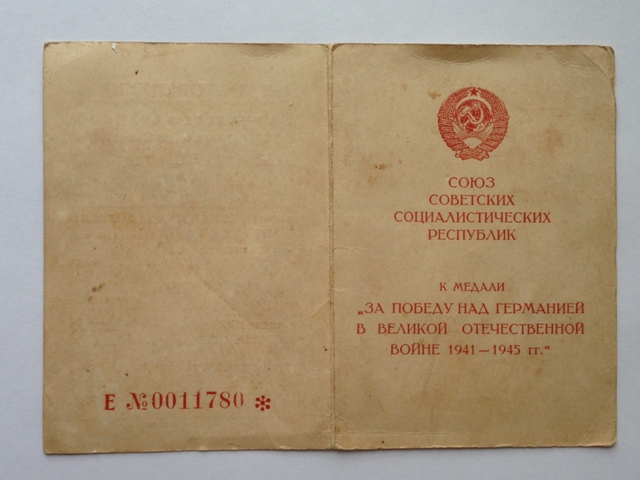 Е №0011780 *
СОЮЗ
СОВЕТСКИХ
СОЦИАЛИСТИЧЕСКИХ
РЕСПУБЛИК
К МЕДАЛИ
„ЗА ПОБЕДУ НАД ГЕРМАНИЕЙ
В ВЕЛИКОЙ ОТЕЧЕСТВЕННОЙ
ВОЙНЕ 1941—1945 гг.“